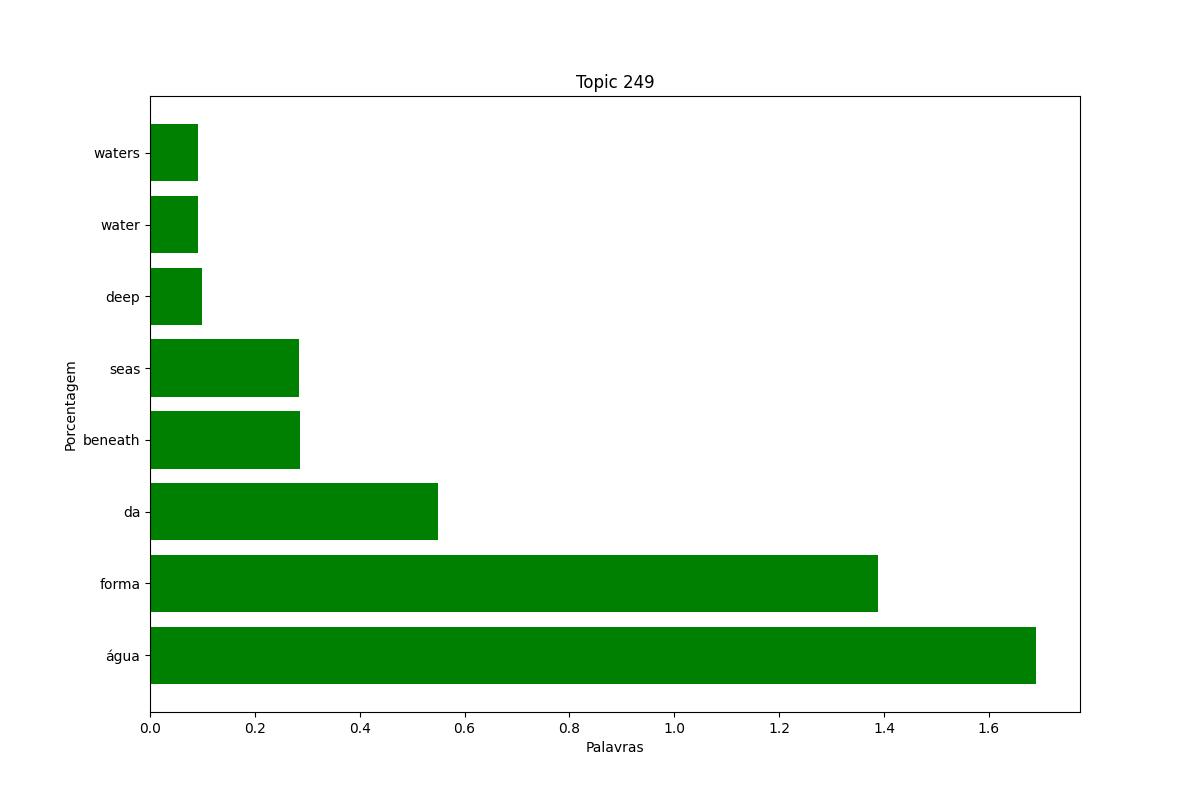 Topic 249
waters
water
deep
seas
beneath
da
forma
água
Porcentagem
0.0 0.2 0.4 0.6 0.8 1.0 1.2 1.4 1.6
Palavras